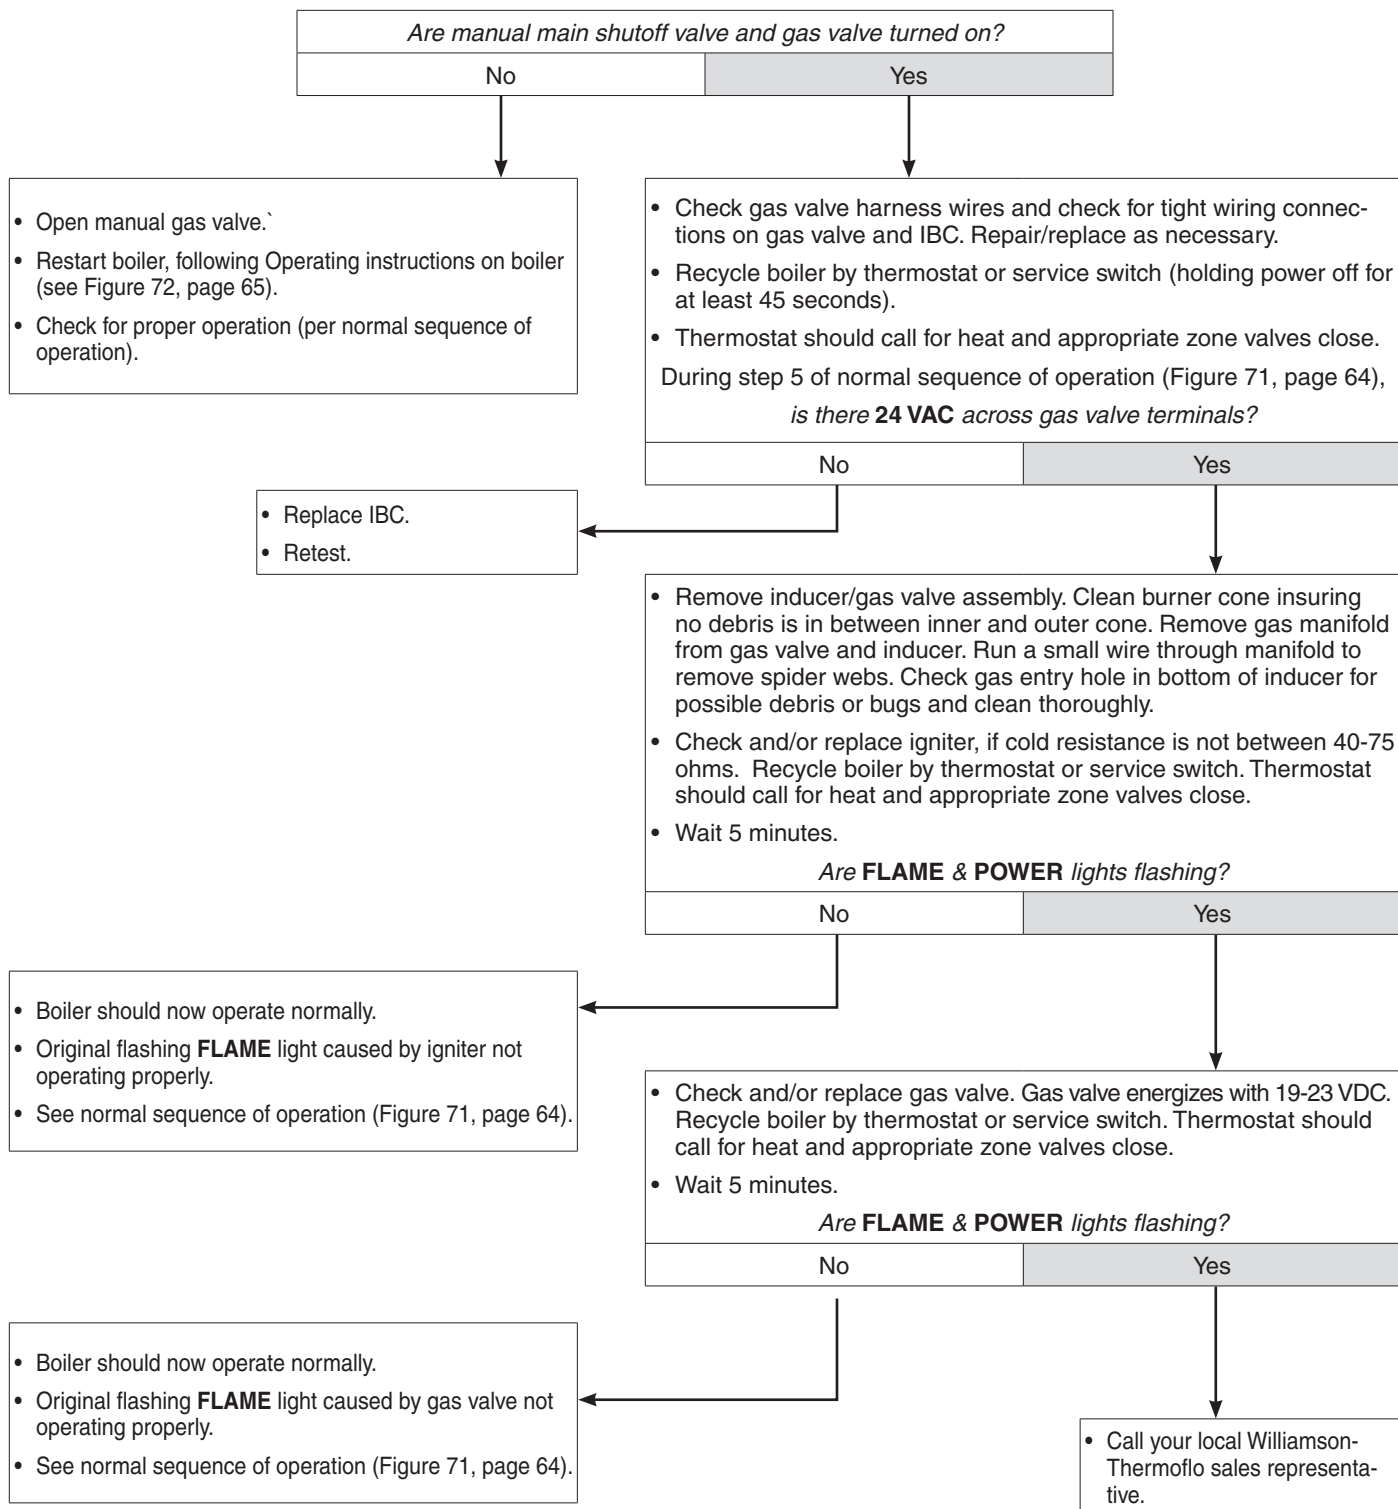 Are manual main shutoff valve and gas valve turned on?
No
Yes
• Open manual gas valve.`
• Restart boiler, following Operating instructions on boiler
(see Figure 72, page 65).
• Check for proper operation (per normal sequence of
operation).
• Check gas valve harness wires and check for tight wiring connec-
tions on gas valve and IBC. Repair/replace as necessary.
• Recycle boiler by thermostat or service switch (holding power off for
at least 45 seconds).
• Thermostat should call for heat and appropriate zone valves close.
During step 5 of normal sequence of operation (Figure 71, page 64),
is there 24 VAC across gas valve terminals?
No
Yes
• Replace IBC.
• Retest.
• Remove inducer/gas valve assembly. Clean burner cone insuring
no debris is in between inner and outer cone. Remove gas manifold
from gas valve and inducer. Run a small wire through manifold to
remove spider webs. Check gas entry hole in bottom of inducer for
possible debris or bugs and clean thoroughly.
• Check and/or replace igniter, if cold resistance is not between 40-75
ohms. Recycle boiler by thermostat or service switch. Thermostat
should call for heat and appropriate zone valves close.
• Wait 5 minutes.
Are FLAME & POWER lights flashing?
No
Yes
• Boiler should now operate normally.
• Original flashing FLAME light caused by igniter not
operating properly.
• See normal sequence of operation (Figure 71, page 64).
• Check and/or replace gas valve. Gas valve energizes with 19-23 VDC.
Recycle boiler by thermostat or service switch. Thermostat should
call for heat and appropriate zone valves close.
• Wait 5 minutes.
Are FLAME & POWER lights flashing?
No
Yes
• Boiler should now operate normally.
• Original flashing FLAME light caused by gas valve not
operating properly.
• See normal sequence of operation (Figure 71, page 64).
• Call your local Williamson-
Thermoflo sales representa-
tive.